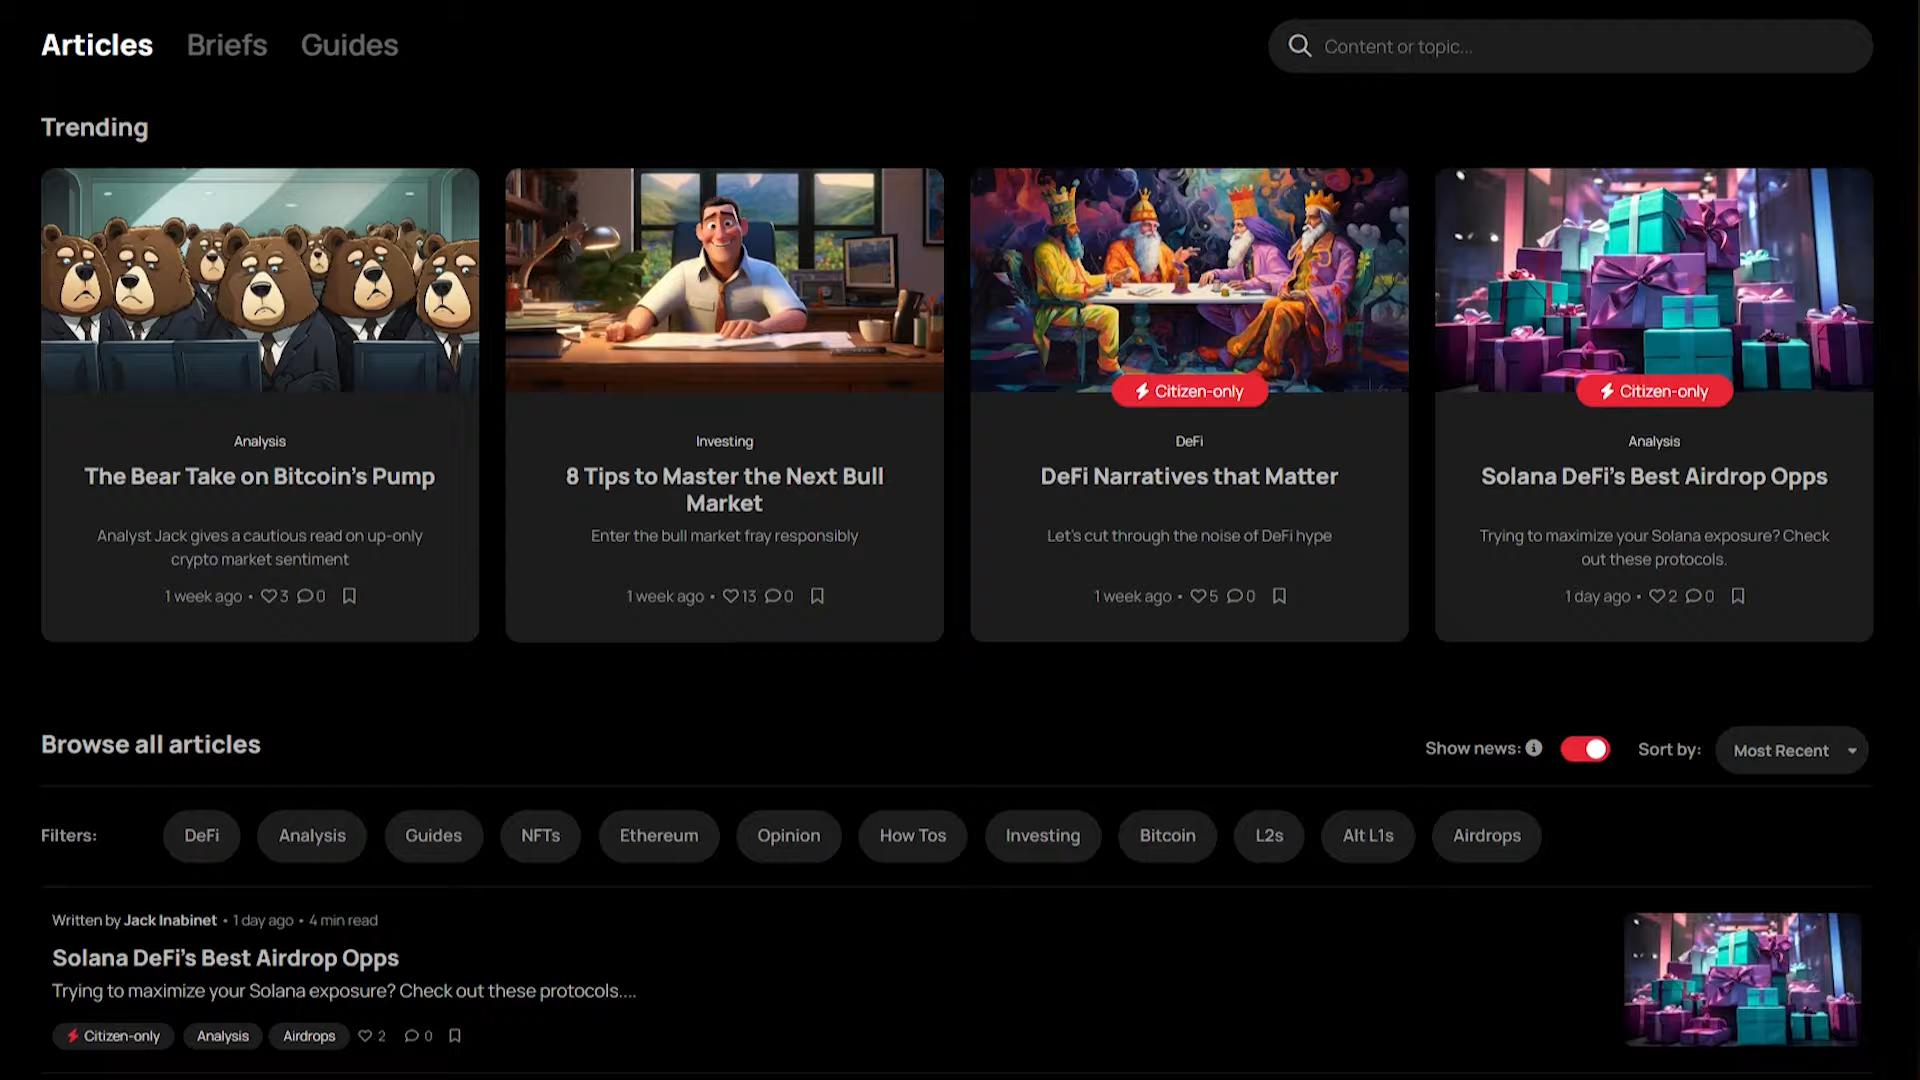 Articles Briefs Guides
Content or topic...
Trending
Analysis
The Bear Take on Bitcoin's Pump
Analyst Jack gives a cautious read on up-only
crypto market sentiment
1 week ago • 3 0
Investing
8 Tips to Master the Next Bull
Market
Enter the bull market fray responsibly
1 week ago • 13 0
Citizen-only
DeFi
DeFi Narratives that Matter
Let's cut through the noise of DeFi hype
1 week ago • 5 0
Citizen-only
Analysis
Solana DeFi's Best Airdrop Opps
Trying to maximize your Solana exposure? Check
out these protocols.
1 day ago • 2 0
Browse all articles
Show news: Sort by: Most Recent
Filters: DeFi Analysis Guides NFTs Ethereum Opinion How Tos Investing Bitcoin L2s Alt L1s Airdrops
Written by Jack Inabinet • 1 day ago • 4 min read
Solana DeFi's Best Airdrop Opps
Trying to maximize your Solana exposure? Check out these protocols....
Citizen-only Analysis Airdrops 2 0